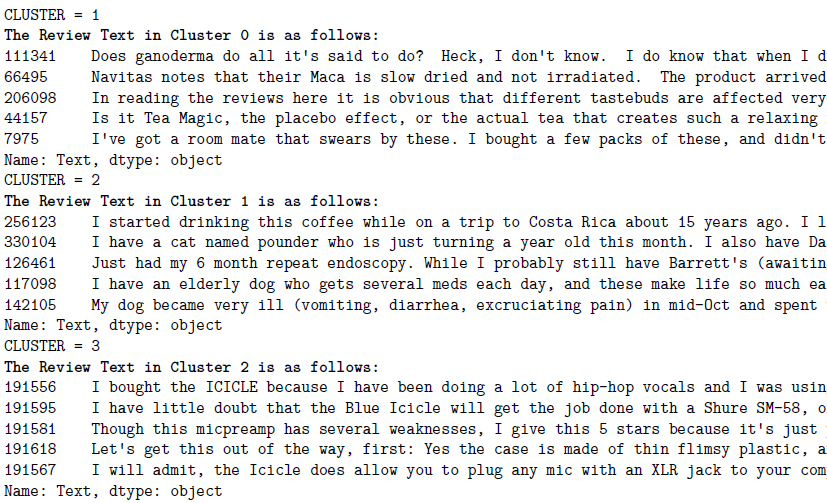 CLUSTER = 1
The Review Text in Cluster 0 is as follows:
111341    Does ganoderma do all it's said to do?  Heck, I don't know.  I do know that when I d
66495     Navitas notes that their Maca is slow dried and not irradiated.  The product arrived
206098    In reading the reviews here it is obvious that different tastebuds are affected very
44157     Is it Tea Magic, the placebo effect, or the actual tea that creates such a relaxing
7975      I've got a room mate that swears by these. I bought a few packs of these, and didn't
Name: Text, dtype: object
CLUSTER = 2
The Review Text in Cluster 1 is as follows:
256123    I started drinking this coffee while on a trip to Costa Rica about 15 years ago. I l
330104    I have a cat named pounder who is just turning a year old this month. I also have Da
126461    Just had my 6 month repeat endoscopy. While I probably still have Barrett's (awaitin
117098    I have an elderly dog who gets several meds each day, and these make life so much ea
142105    My dog became very ill (vomiting, diarrhea, excruciating pain) in mid-Oct and spent
Name: Text, dtype: object
CLUSTER = 3
The Review Text in Cluster 2 is as follows:
191556    I bought the ICICLE because I have been doing a lot of hip-hop vocals and I was usin
191595    I have little doubt that the Blue Icicle will get the job done with a Shure SM-58, o
191581    Though this micpreamp has several weaknesses, I give this 5 stars because it's just
191618    Let's get this out of the way, first: Yes the case is made of thin flimsy plastic, a
191567    I will admit, the Icicle does allow you to plug any mic with an XLR jack to your com
Name: Text, dtype: object